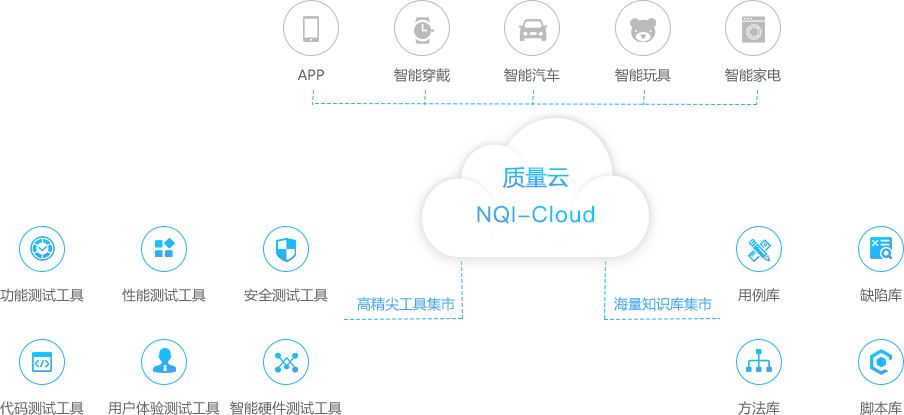 APP
智能穿戴
智能汽车
智能玩具
智能家电
质量云
NQI-Cloud
功能测试工具
性能测试工具
安全测试工具
高精尖工具集市
海量知识库集市
用例库
缺陷库
代码测试工具
用户体验测试工具
智能硬件测试工具
方法库
脚本库